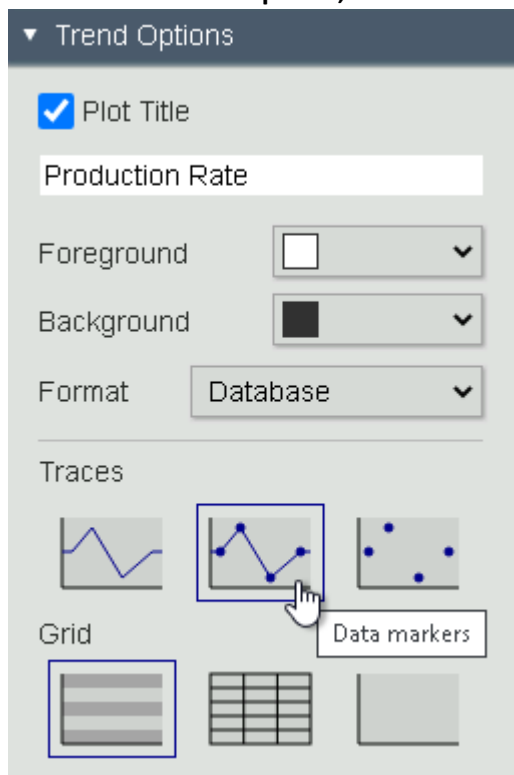 Trend Options
Plot Title
Production Rate
Foreground
Background
Format Database
Traces
Data markers
Grid